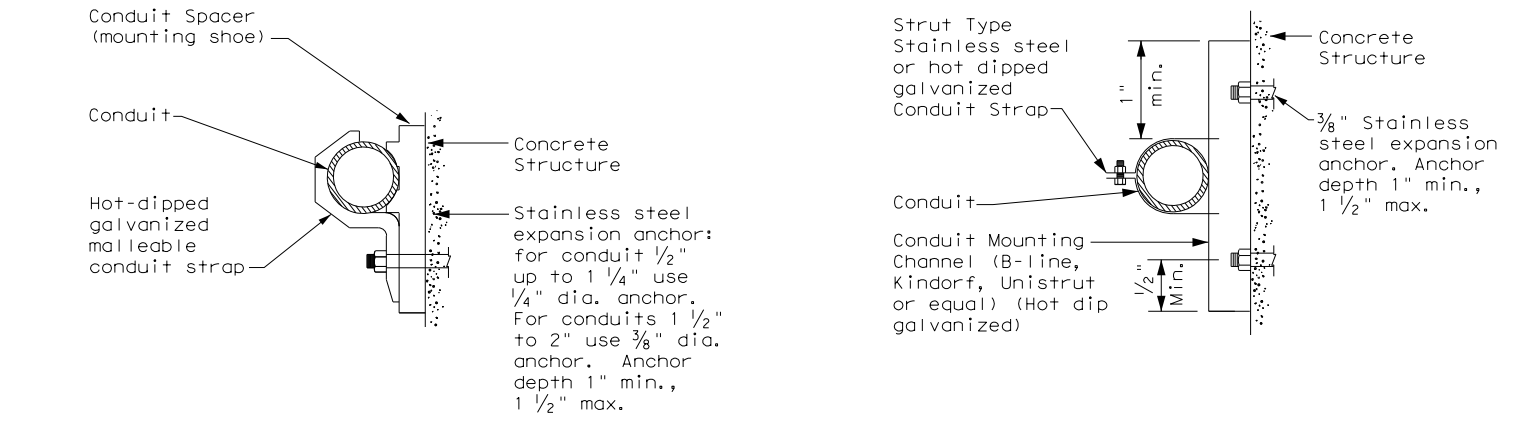 Conduit Spacer
(mounting shoe)
Conduit
Hot-dipped
galvanized
malleable
conduit strap
Concrete
Structure
Stainless steel
expansion anchor:
for conduit 1/2"
up to 1 1/4" use
1/4" dia. anchor.
For conduits 1 1/2"
to 2" use 3/8" dia.
anchor. Anchor
depth 1" min.,
1 1/2" max.
Strut Type
Stainless steel
or hot dipped
galvanized
Conduit Strap
1"
min.
Conduit
Conduit Mounting
Channel (B-line,
Kindorf, Unistrut
or equal) (Hot dip
galvanized)
1/2"
Min.
Concrete
Structure
3/8" Stainless
steel expansion
anchor. Anchor
depth 1" min.,
1 1/2" max.